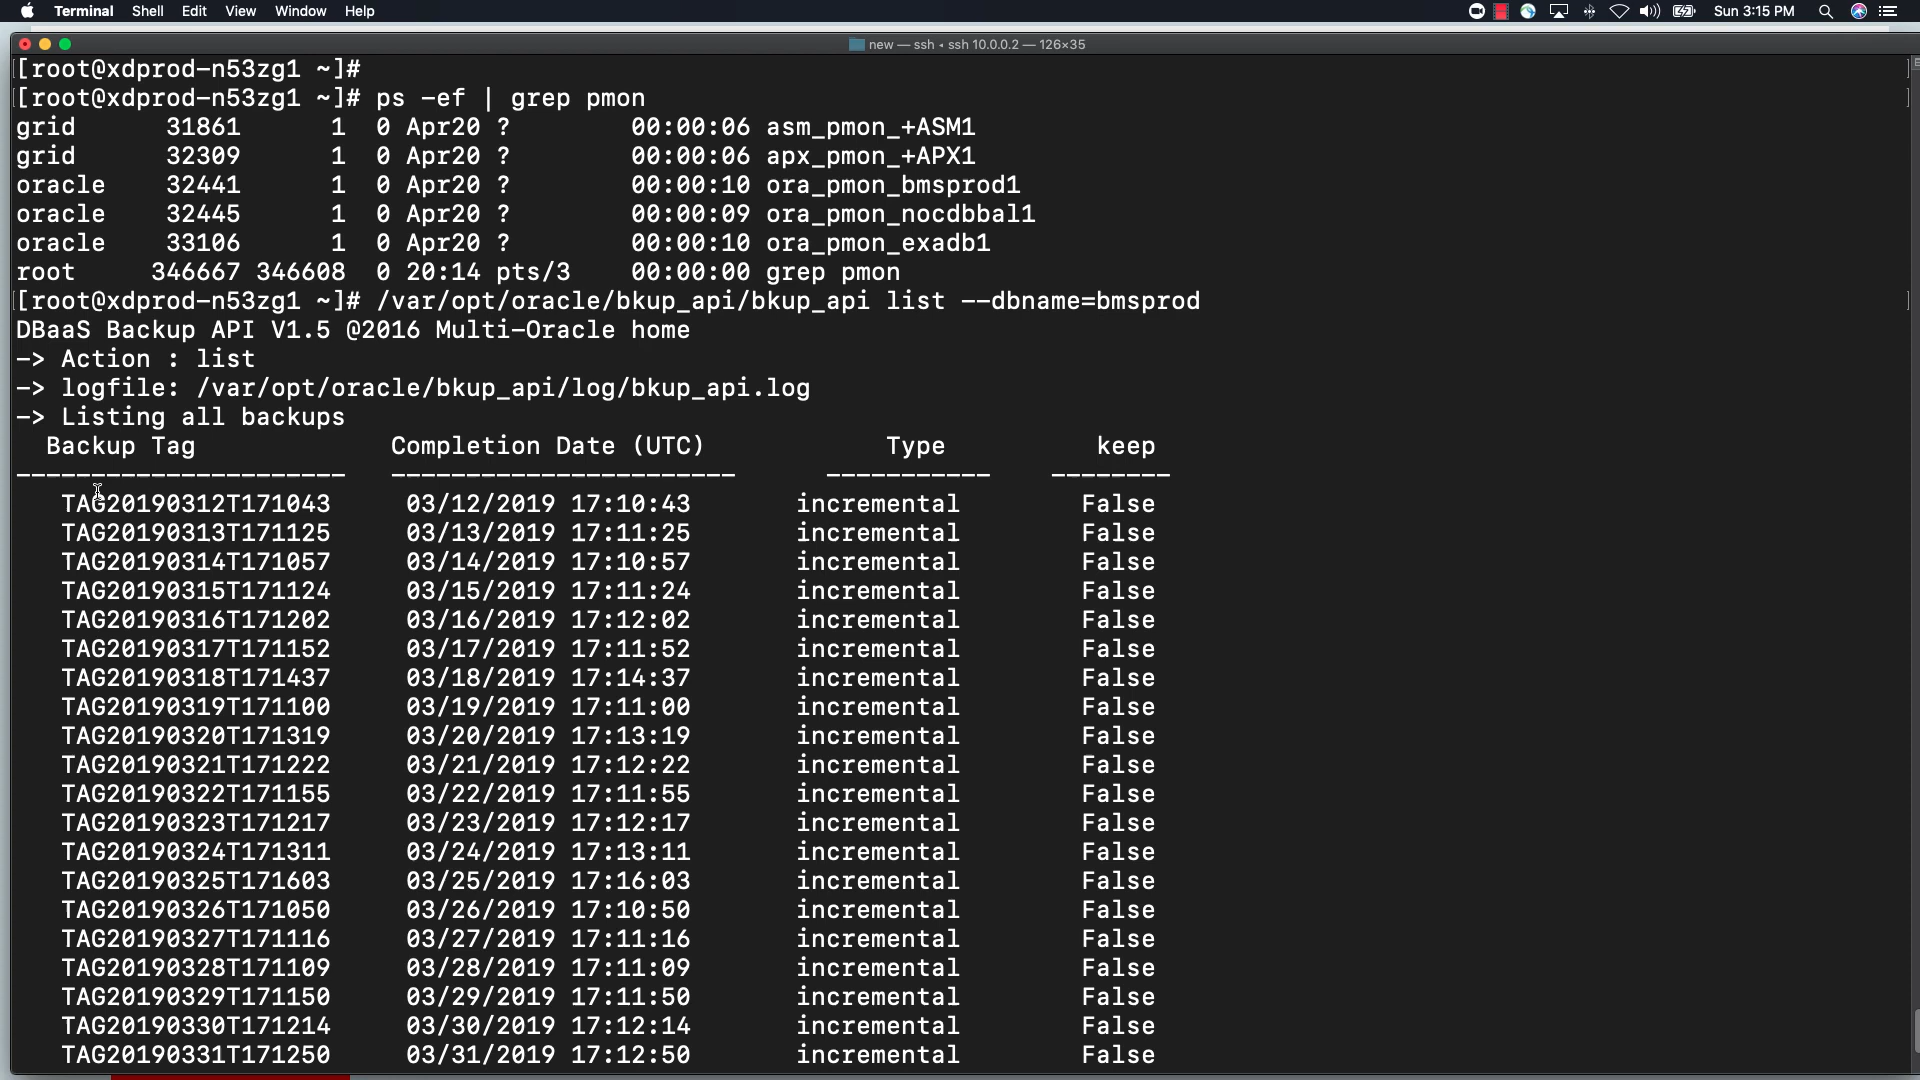 Terminal Shell Edit View Window Help Sun 3:15 PM
new — ssh ◂ ssh 10.0.0.2 — 126×35
[root@xdprod-n53zg1 ~]#
[root@xdprod-n53zg1 ~]# ps -ef | grep pmon
grid 31861 1 0 Apr20 ? 00:00:06 asm_pmon_+ASM1
grid 32309 1 0 Apr20 ? 00:00:06 apx_pmon_+APX1
oracle 32441 1 0 Apr20 ? 00:00:10 ora_pmon_bmsprod1
oracle 32445 1 0 Apr20 ? 00:00:09 ora_pmon_nocdbbal1
oracle 33106 1 0 Apr20 ? 00:00:10 ora_pmon_exadb1
root 346667 346608 0 20:14 pts/3 00:00:00 grep pmon
[root@xdprod-n53zg1 ~]# /var/opt/oracle/bkup_api/bkup_api list --dbname=bmsprod
DBaaS Backup API V1.5 @2016 Multi-Oracle home
-> Action : list
-> logfile: /var/opt/oracle/bkup_api/log/bkup_api.log
-> Listing all backups
Backup Tag Completion Date (UTC) Type keep
---------------------- ----------------------- ----------- --------
TAG20190312T171043 03/12/2019 17:10:43 incremental False
TAG20190313T171125 03/13/2019 17:11:25 incremental False
TAG20190314T171057 03/14/2019 17:10:57 incremental False
TAG20190315T171124 03/15/2019 17:11:24 incremental False
TAG20190316T171202 03/16/2019 17:12:02 incremental False
TAG20190317T171152 03/17/2019 17:11:52 incremental False
TAG20190318T171437 03/18/2019 17:14:37 incremental False
TAG20190319T171100 03/19/2019 17:11:00 incremental False
TAG20190320T171319 03/20/2019 17:13:19 incremental False
TAG20190321T171222 03/21/2019 17:12:22 incremental False
TAG20190322T171155 03/22/2019 17:11:55 incremental False
TAG20190323T171217 03/23/2019 17:12:17 incremental False
TAG20190324T171311 03/24/2019 17:13:11 incremental False
TAG20190325T171603 03/25/2019 17:16:03 incremental False
TAG20190326T171050 03/26/2019 17:10:50 incremental False
TAG20190327T171116 03/27/2019 17:11:16 incremental False
TAG20190328T171109 03/28/2019 17:11:09 incremental False
TAG20190329T171150 03/29/2019 17:11:50 incremental False
TAG20190330T171214 03/30/2019 17:12:14 incremental False
TAG20190331T171250 03/31/2019 17:12:50 incremental False